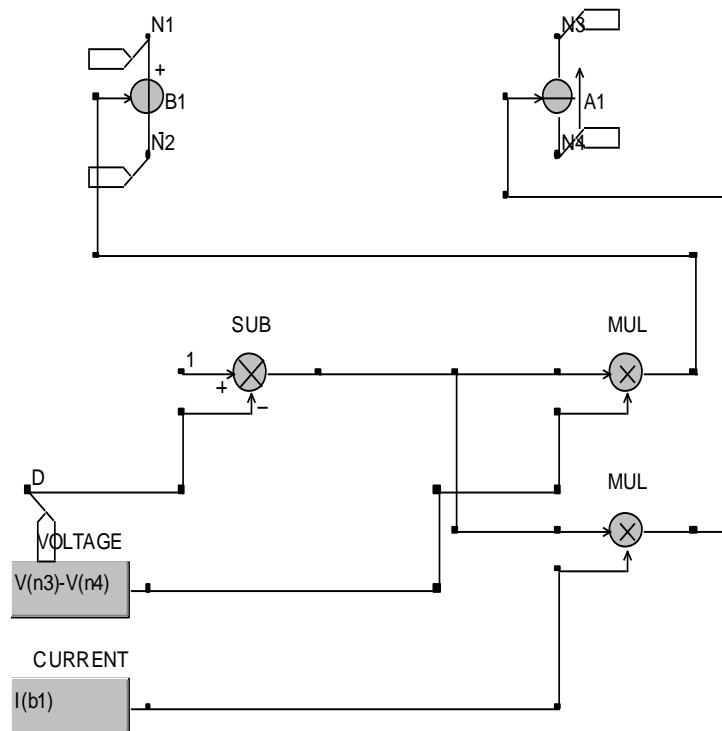 N1
N3
+
B1
A1
-
N2
N4
SUB
MUL
1
+
−
D
MUL
VOLTAGE
V(n3)-V(n4)
CURRENT
I(b1)